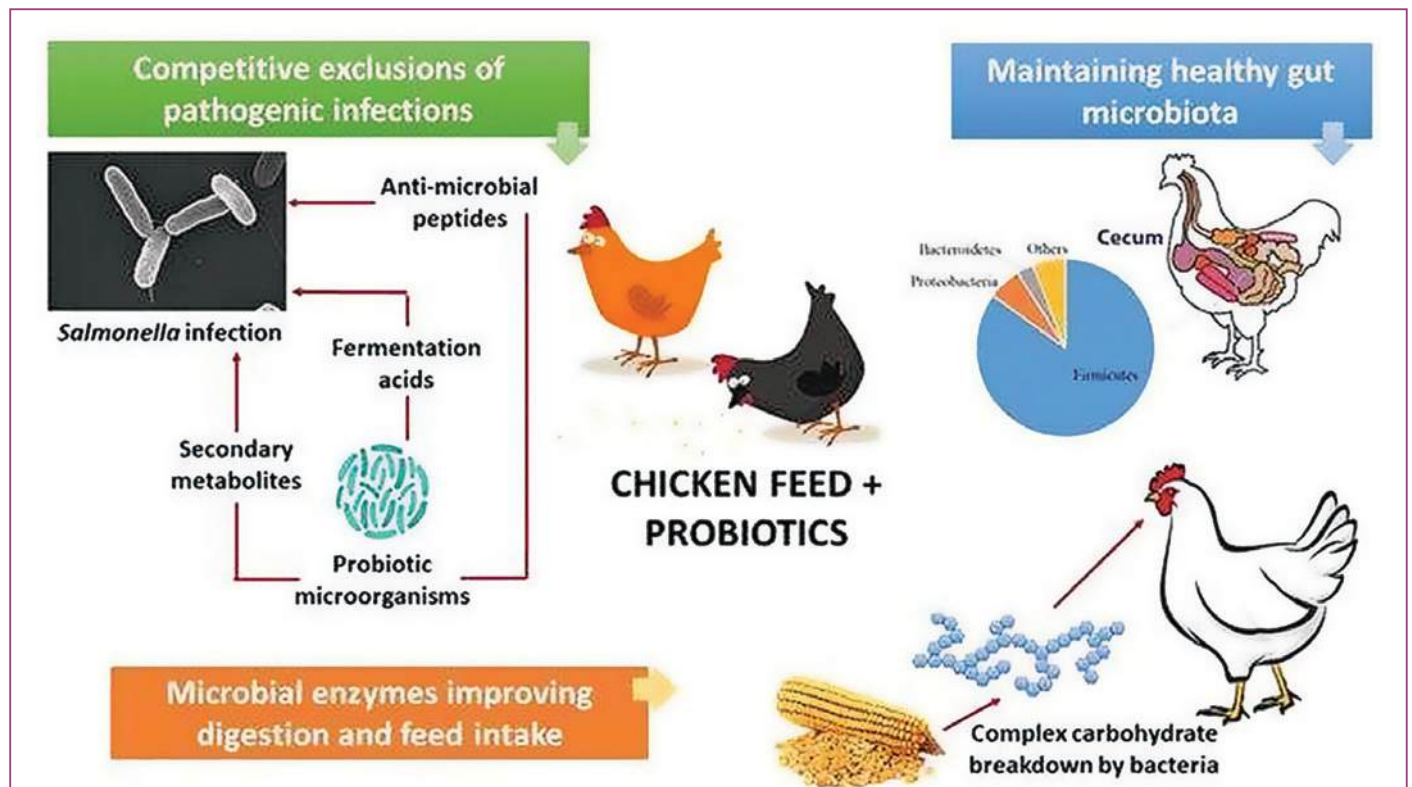 Competitive exclusions of
pathogenic infections
Maintaining healthy gut
microbiota
Anti-microbial
peptides
Salmonella infection
Fermentation
acids
Secondary
metabolites
Probiotic
microorganisms
Cecum
Bacteroidetes
Others
Proteobacteria
Firmicutes
CHICKEN FEED +
PROBIOTICS
Microbial enzymes improving
digestion and feed intake
Complex carbohydrate
breakdown by bacteria